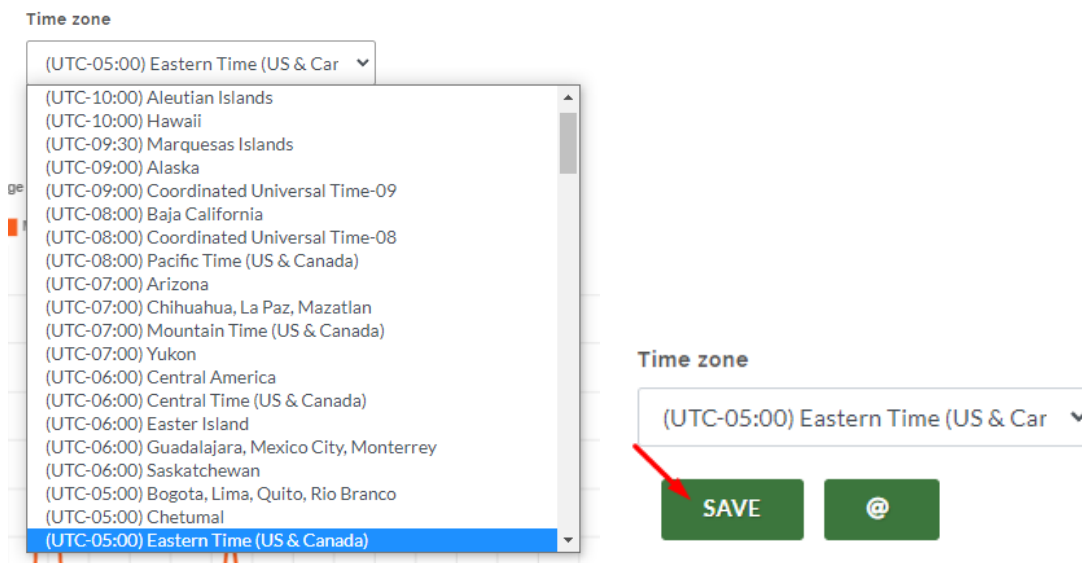 Time zone
(UTC-05:00) Eastern Time (US & Car
(UTC-10:00) Aleutian Islands
(UTC-10:00) Hawaii
(UTC-09:30) Marquesas Islands
(UTC-09:00) Alaska
(UTC-09:00) Coordinated Universal Time-09
(UTC-08:00) Baja California
(UTC-08:00) Coordinated Universal Time-08
(UTC-08:00) Pacific Time (US & Canada)
(UTC-07:00) Arizona
(UTC-07:00) Chihuahua, La Paz, Mazatlan
(UTC-07:00) Mountain Time (US & Canada)
(UTC-07:00) Yukon
(UTC-06:00) Central America
(UTC-06:00) Central Time (US & Canada)
(UTC-06:00) Easter Island
(UTC-06:00) Guadalajara, Mexico City, Monterrey
(UTC-06:00) Saskatchewan
(UTC-05:00) Bogota, Lima, Quito, Rio Branco
(UTC-05:00) Chetumal
(UTC-05:00) Eastern Time (US & Canada)
ge
Time zone
(UTC-05:00) Eastern Time (US & Car
SAVE
@